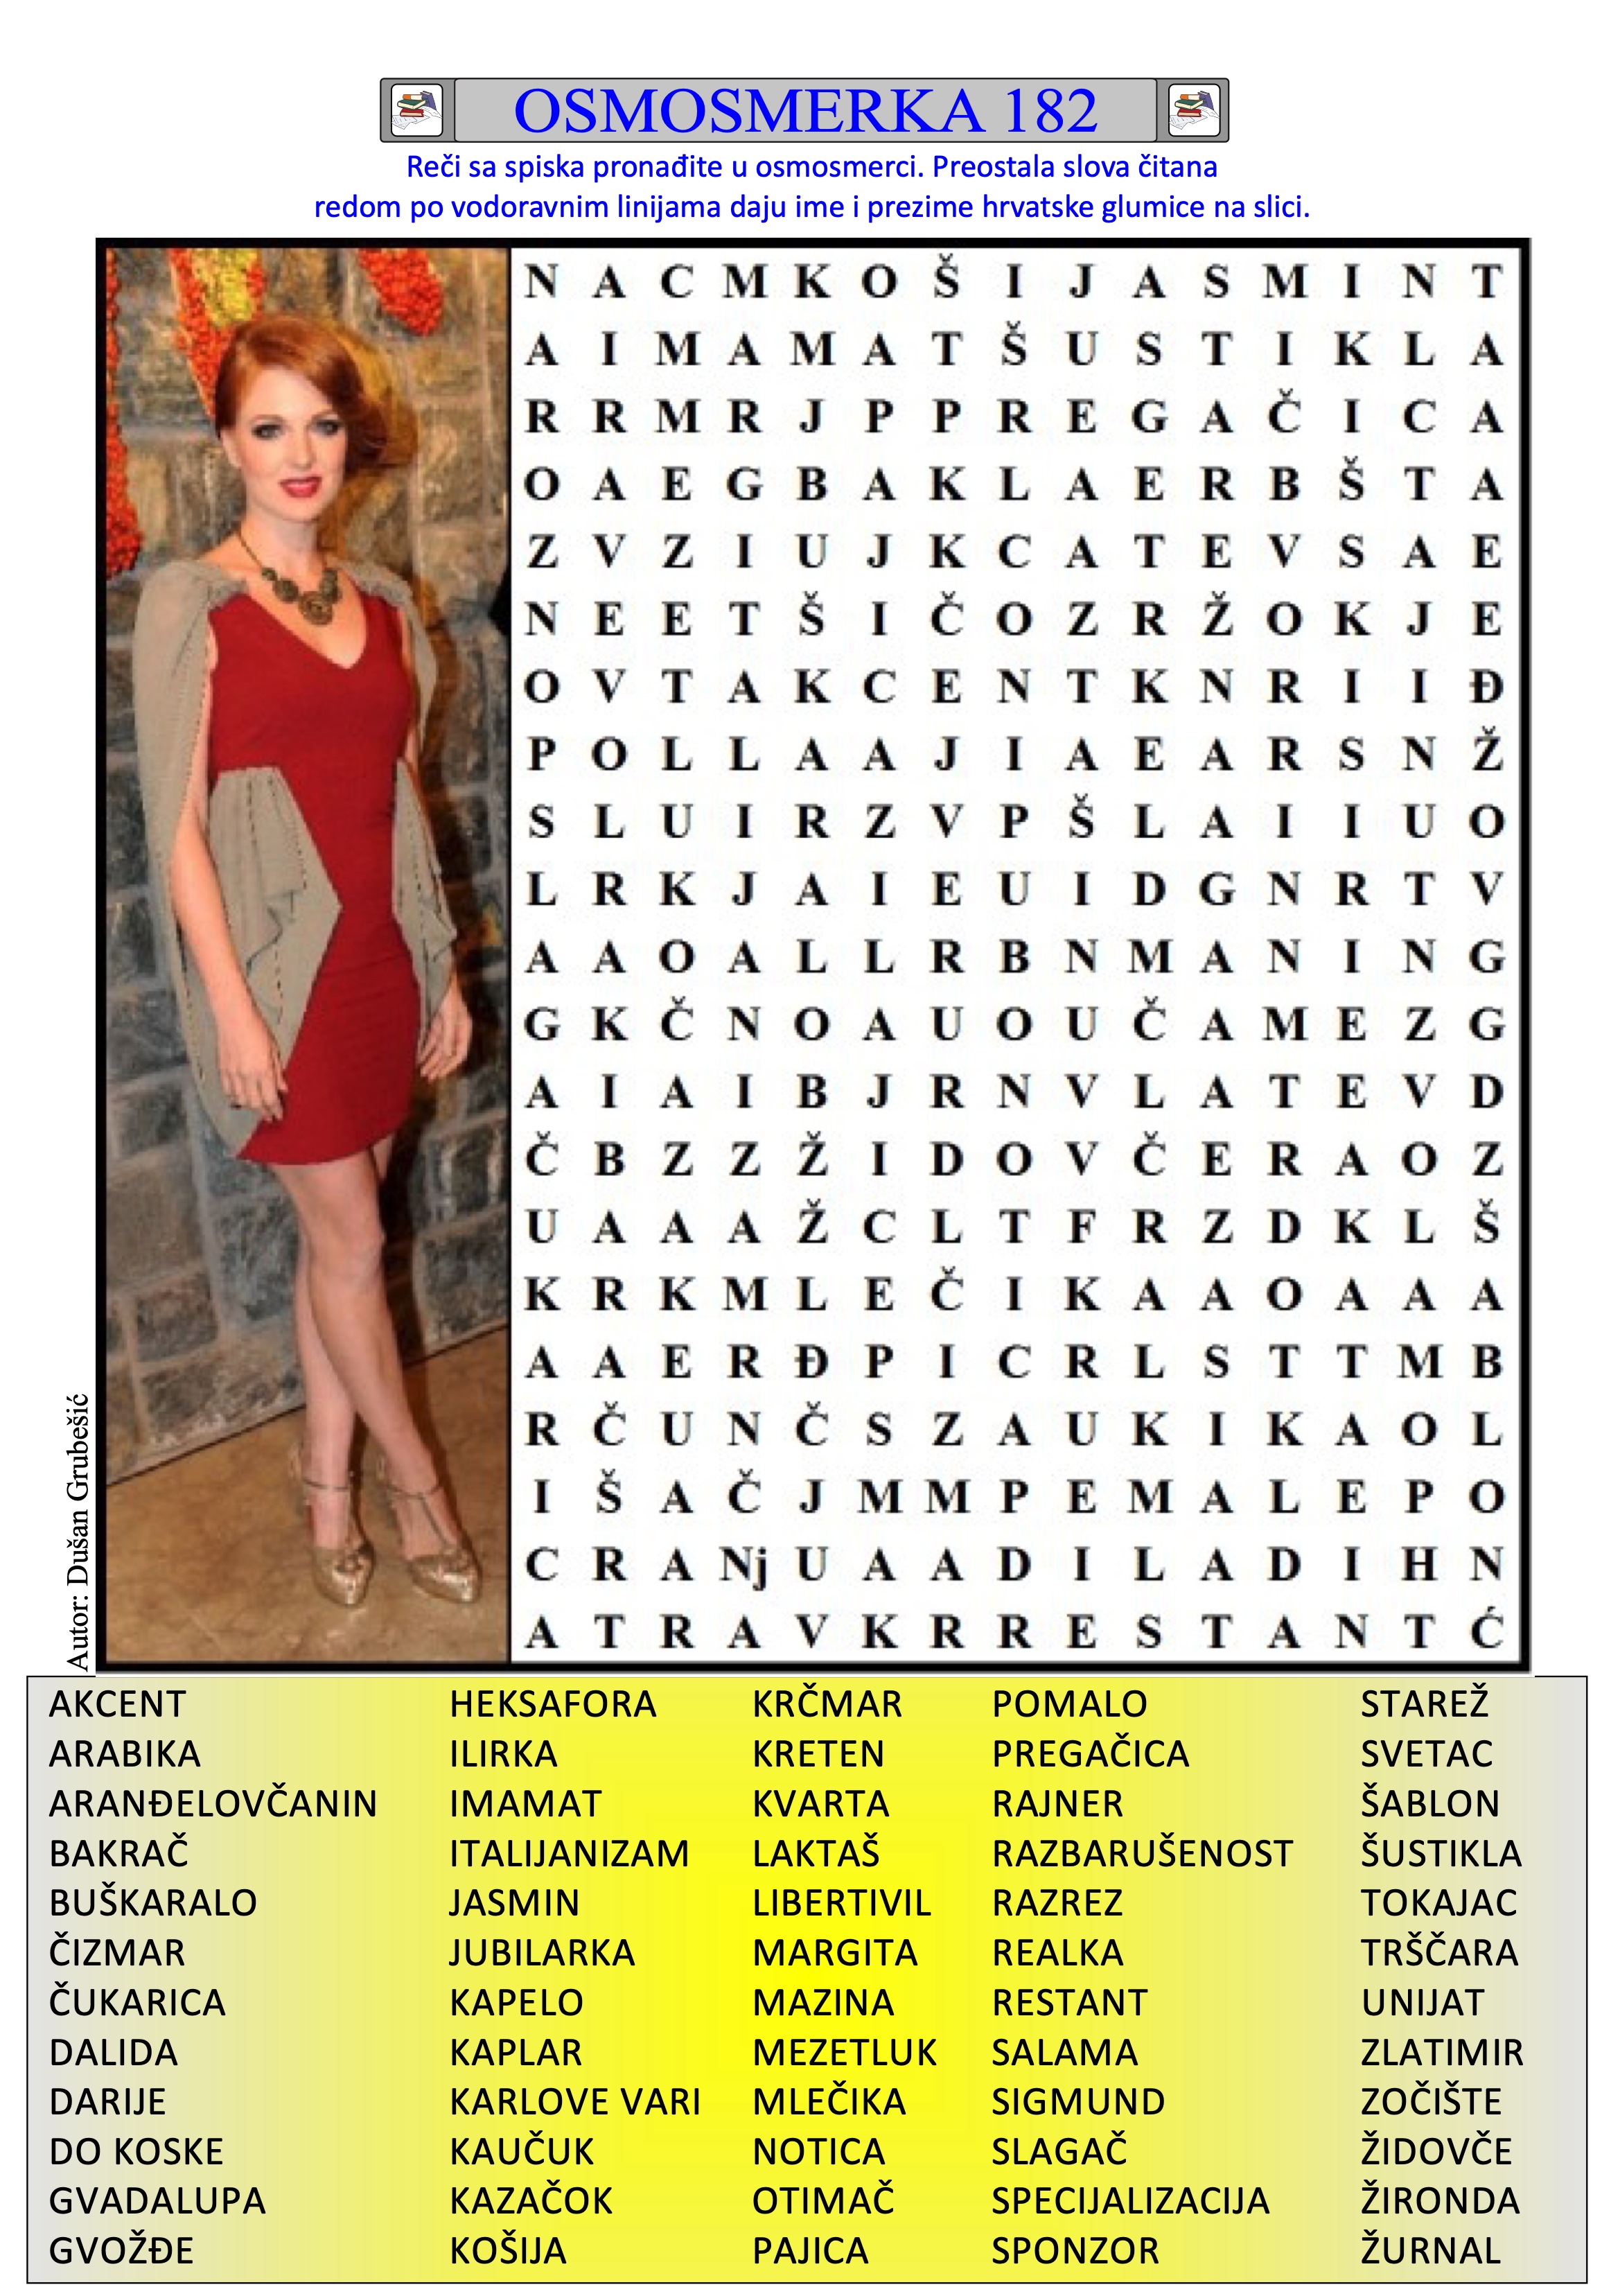 OSMOSMERKA 182
Reči sa spiska pronađite u osmosmerci. Preostala slova čitana
redom po vodoravnim linijama daju ime i prezime hrvatske glumice na slici.
N A C M K O Š I J A S M I N T
A I M A M A T Š U S T I K L A
R R M R J P P R E G A Č I C A
O A E G B A K L A E R B Š T A
Z V Z I U J K C A T E V S A E
N E E T Š I Č O Z R Ž O K J E
O V T A K C E N T K N R I I Đ
P O L L A A J I A E A R S N Ž
S L U I R Z V P Š L A I I U O
L R K J A I E U I D G N R T V
A A O A L L R B N M A N I N G
G K Č N O A U O U Č A M E Z G
A I A I B J R N V L A T E V D
Č B Z Z Ž I D O V Č E R A O Z
U A A A Ž C L T F R Z D K L Š
K R K M L E Č I K A A O A A A
A A E R Đ P I C R L S T T M B
R Č U N Č S Z A U K I K A O L
I Š A Č J M M P E M A L E P O
C R A Nj U A A D I L A D I H N
A T R A V K R R E S T A N T Ć
Autor: Dušan Grubešić
AKCENT HEKSAFORA KRČMAR POMALO STAREŽ
ARABIKA ILIRKA KRETEN PREGAČICA SVETAC
ARANĐELOVČANIN IMAMAT KVARTA RAJNER ŠABLON
BAKRAČ ITALIJANIZAM LAKTAŠ RAZBARUŠENOST ŠUSTIKLA
BUŠKARALO JASMIN LIBERTIVIL RAZREZ TOKAJAC
ČIZMAR JUBILARKA MARGITA REALKA TRŠČARA
ČUKARICA KAPELO MAZINA RESTANT UNIJAT
DALIDA KAPLAR MEZETLUK SALAMA ZLATIMIR
DARIJE KARLOVE VARI MLEČIKA SIGMUND ZOČIŠTE
DO KOSKE KAUČUK NOTICA SLAGAČ ŽIDOVČE
GVADALUPA KAZAČOK OTIMAČ SPECIJALIZACIJA ŽIRONDA
GVOŽĐE KOŠIJA PAJICA SPONZOR ŽURNAL